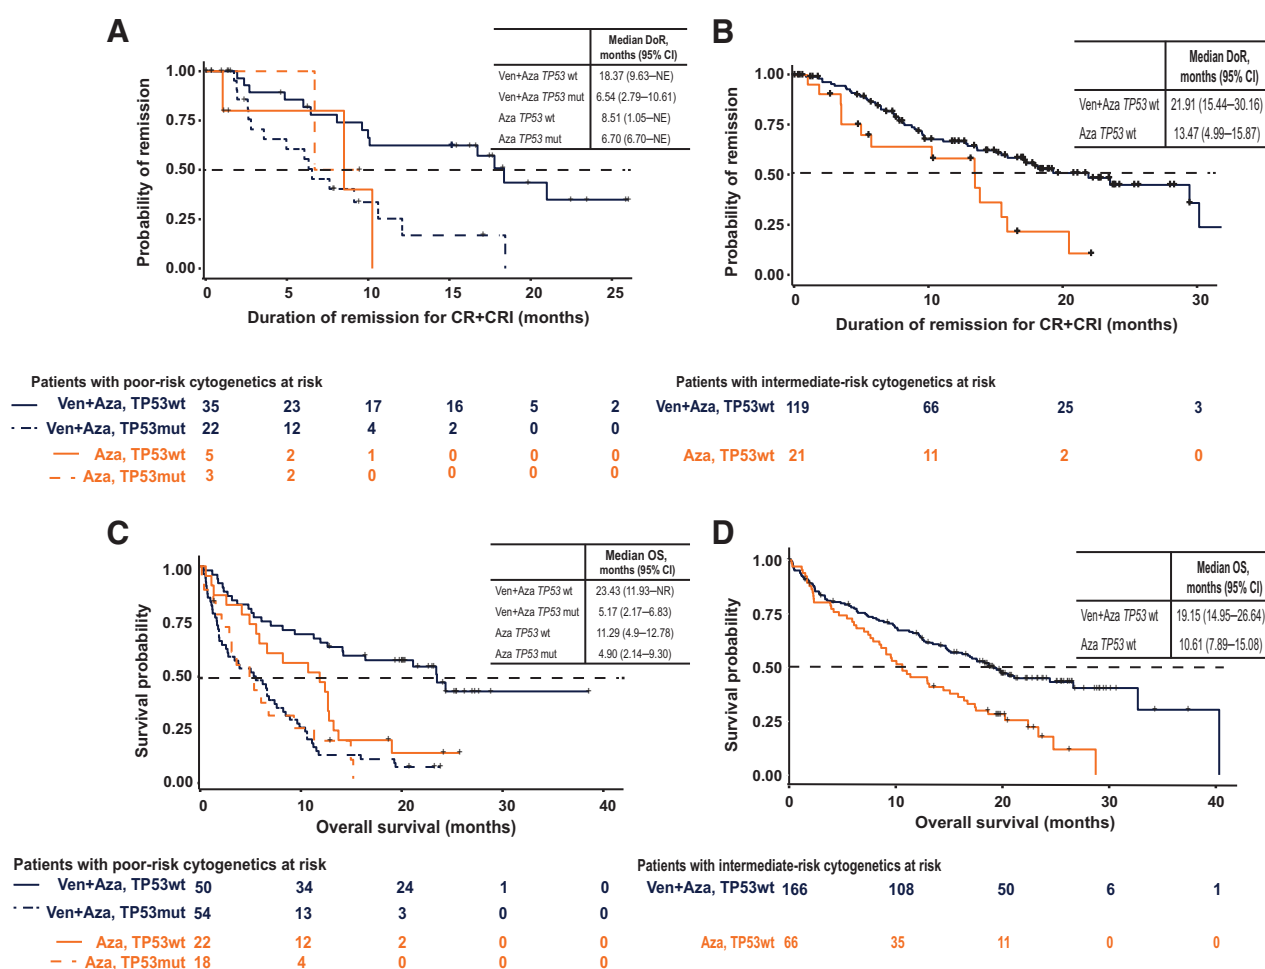 A
Median DoR,
months (95% CI)
Ven+Aza TP53 wt 18.37 (9.63–NE)
Ven+Aza TP53 mut 6.54 (2.79–10.61)
Aza TP53 wt 8.51 (1.05–NE)
Aza TP53 mut 6.70 (6.70–NE)
Probability of remission
1.00
0.75
0.50
0.25
0.00
0 5 10 15 20 25
Duration of remission for CR+CRI (months)
Patients with poor-risk cytogenetics at risk
Ven+Aza, TP53wt 35 23 17 16 5 2
Ven+Aza, TP53mut 22 12 4 2 0 0
Aza, TP53wt 5 2 1 0 0 0
Aza, TP53mut 3 2 0 0 0 0
B
Median DoR,
months (95% CI)
Ven+Aza TP53 wt 21.91 (15.44–30.16)
Aza TP53 wt 13.47 (4.99–15.87)
Probability of remission
1.00
0.75
0.50
0.25
0.00
0 10 20 30
Duration of remission for CR+CRI (months)
Patients with intermediate-risk cytogenetics at risk
Ven+Aza, TP53wt 119 66 25 3
Aza, TP53wt 21 11 2 0
C
Median OS,
months (95% CI)
Ven+Aza TP53 wt 23.43 (11.93–NR)
Ven+Aza TP53 mut 5.17 (2.17–6.83)
Aza TP53 wt 11.29 (4.9–12.78)
Aza TP53 mut 4.90 (2.14–9.30)
Survival probability
1.00
0.75
0.50
0.25
0.00
0 10 20 30 40
Overall survival (months)
Patients with poor-risk cytogenetics at risk
Ven+Aza, TP53wt 50 34 24 1 0
Ven+Aza, TP53mut 54 13 3 0 0
Aza, TP53wt 22 12 2 0 0
Aza, TP53mut 18 4 0 0 0
D
Median OS,
months (95% CI)
Ven+Aza TP53 wt 19.15 (14.95–26.64)
Aza TP53 wt 10.61 (7.89–15.08)
Survival probability
1.00
0.75
0.50
0.25
0.00
0 10 20 30 40
Overall survival (months)
Patients with intermediate-risk cytogenetics at risk
Ven+Aza, TP53wt 166 108 50 6 1
Aza, TP53wt 66 35 11 0 0